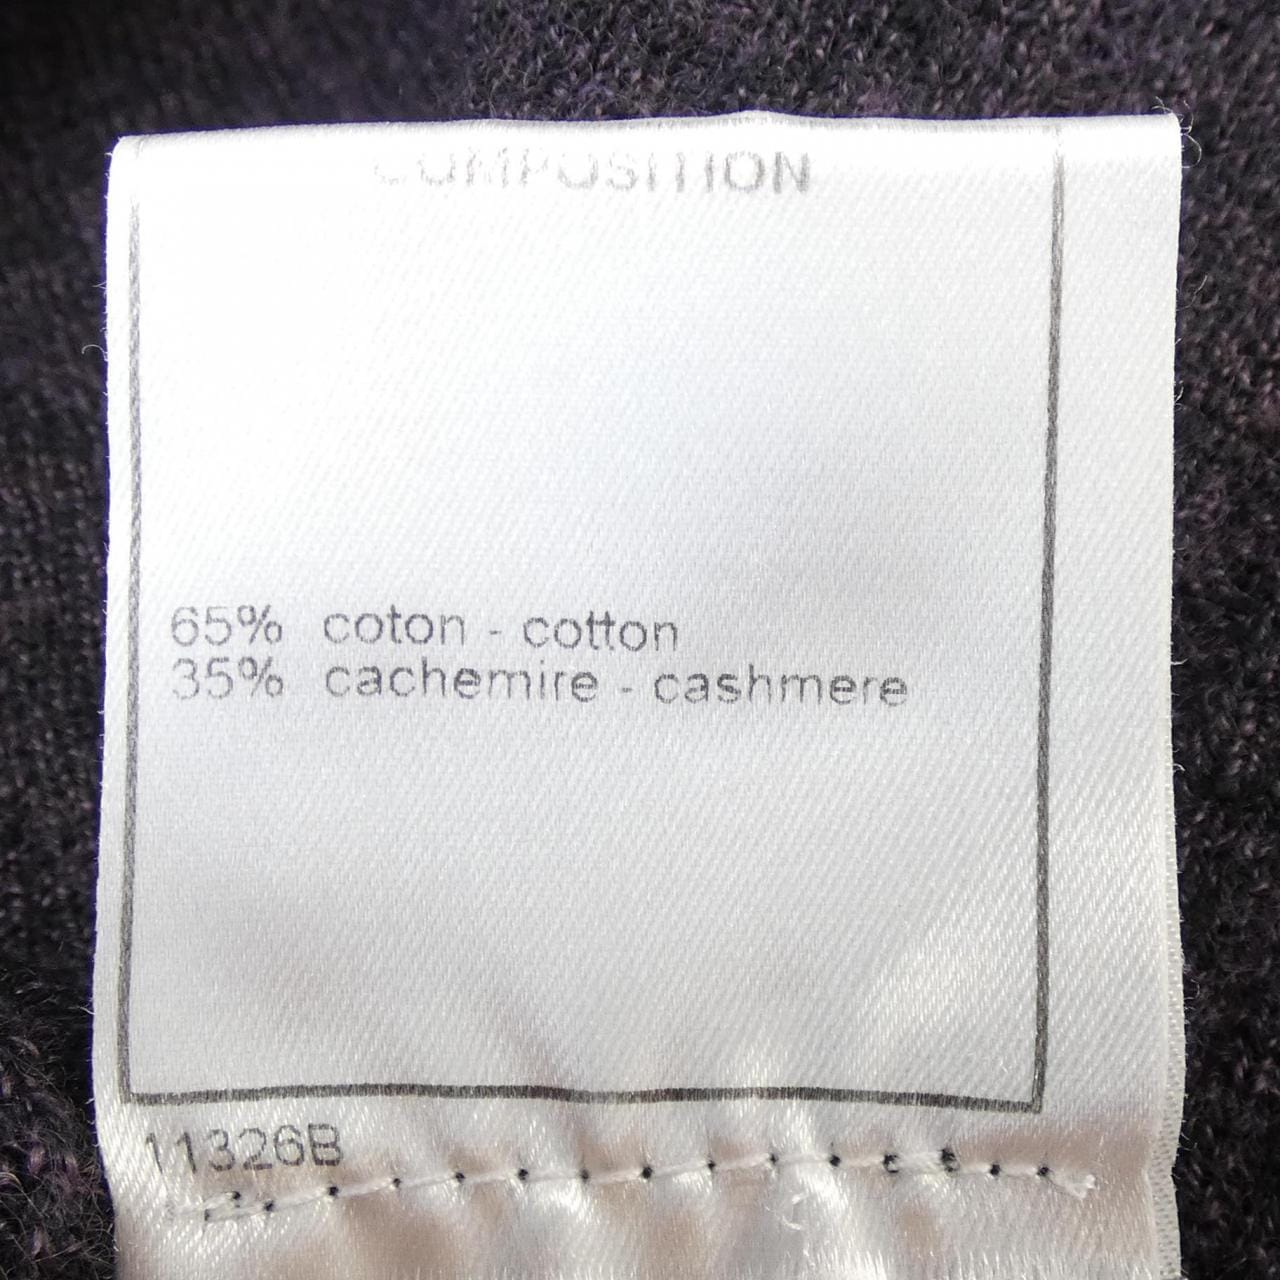 COMPOSITION
65% coton - cotton
35% cachemire - cashmere
11326B